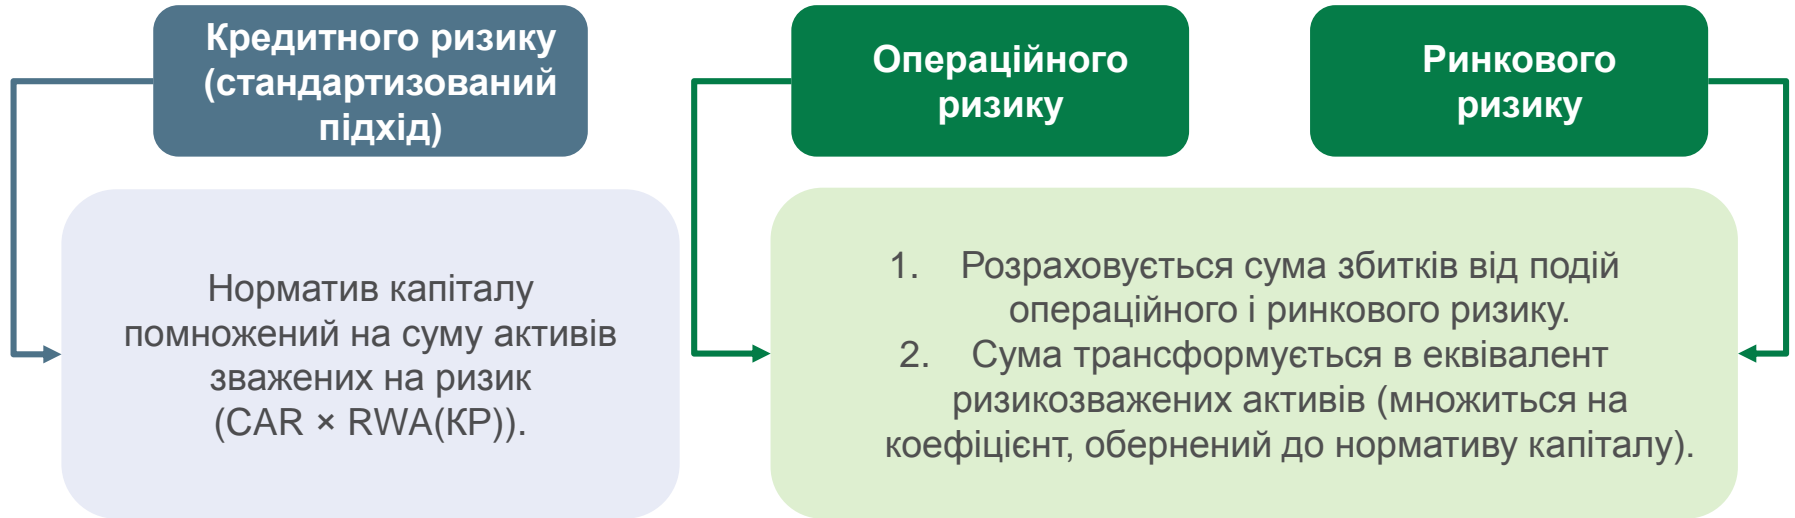 Кредитного ризику
(стандартизований
підхід)
Операційного
ризику
Ринкового
ризику
Норматив капіталу
помножений на суму активів
зважених на ризик
(CAR × RWA(КР)).
1. Розраховується сума збитків від подій
операційного і ринкового ризику.
2. Сума трансформується в еквівалент
ризикозважених активів (множиться на
коефіцієнт, обернений до нормативу капіталу).